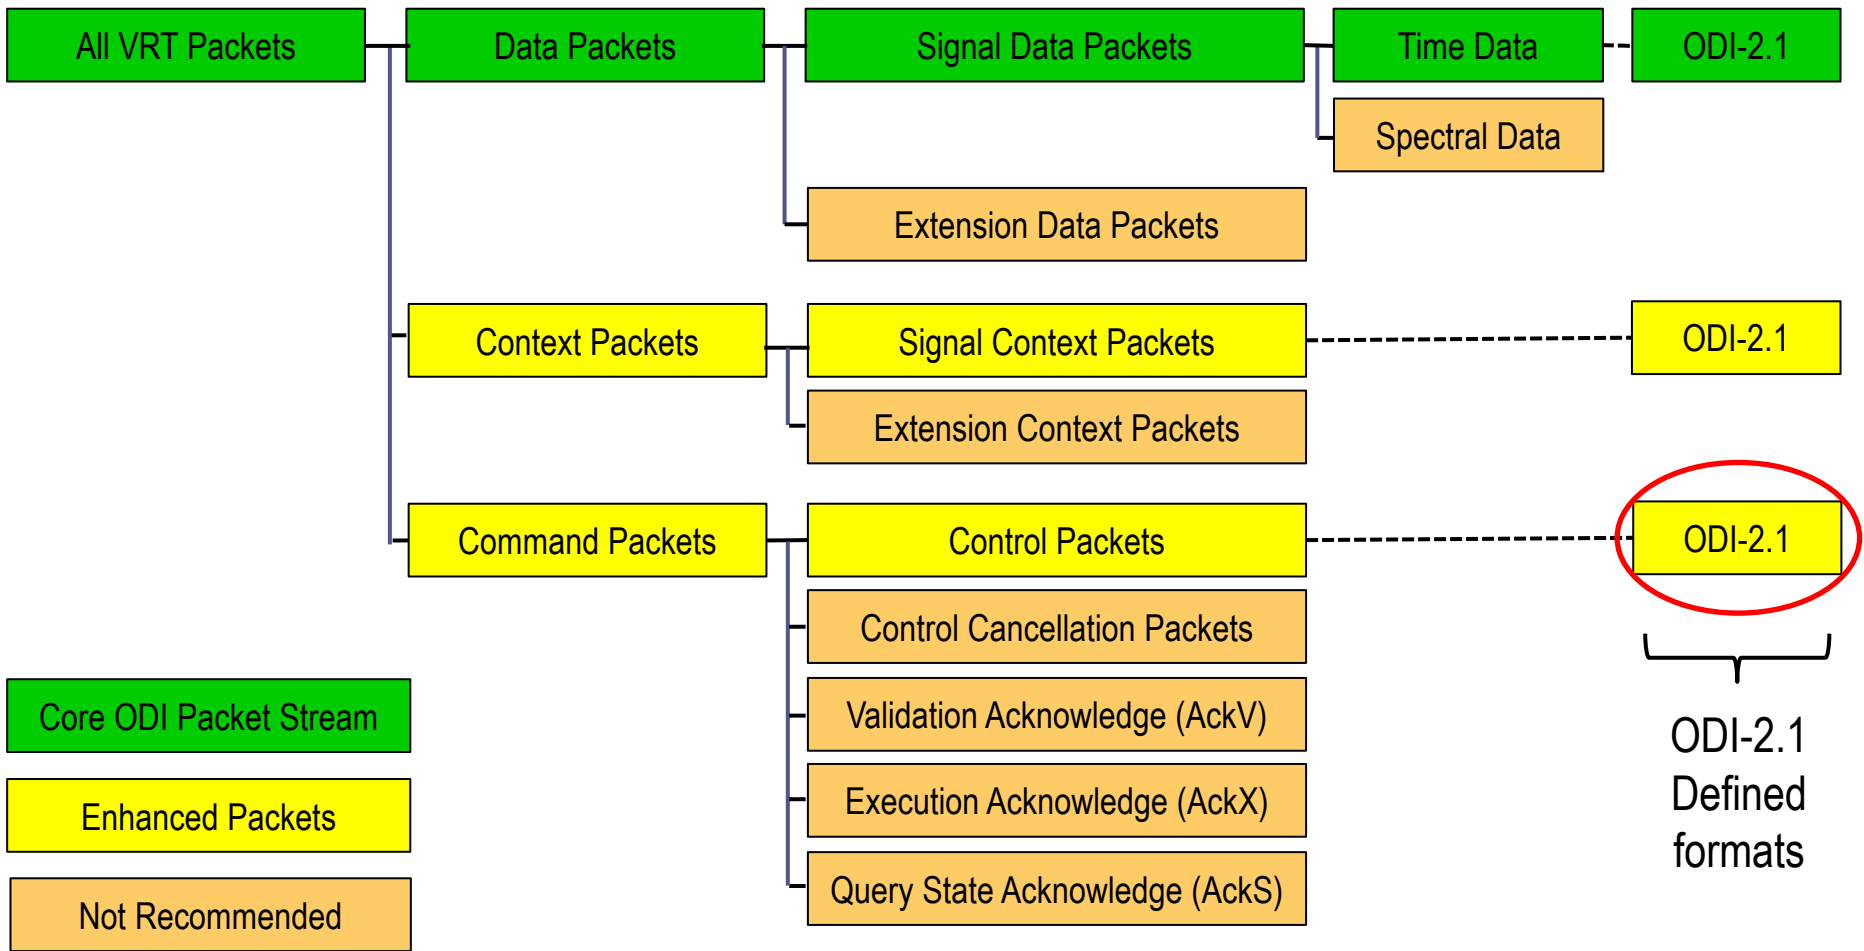 All VRT Packets
Data Packets
Signal Data Packets
Time Data
ODI-2.1
Spectral Data
Extension Data Packets
Context Packets
Signal Context Packets
ODI-2.1
Extension Context Packets
Command Packets
Control Packets
ODI-2.1
Control Cancellation Packets
Validation Acknowledge (AckV)
Execution Acknowledge (AckX)
Query State Acknowledge (AckS)
Core ODI Packet Stream
Enhanced Packets
Not Recommended
ODI-2.1
Defined
formats